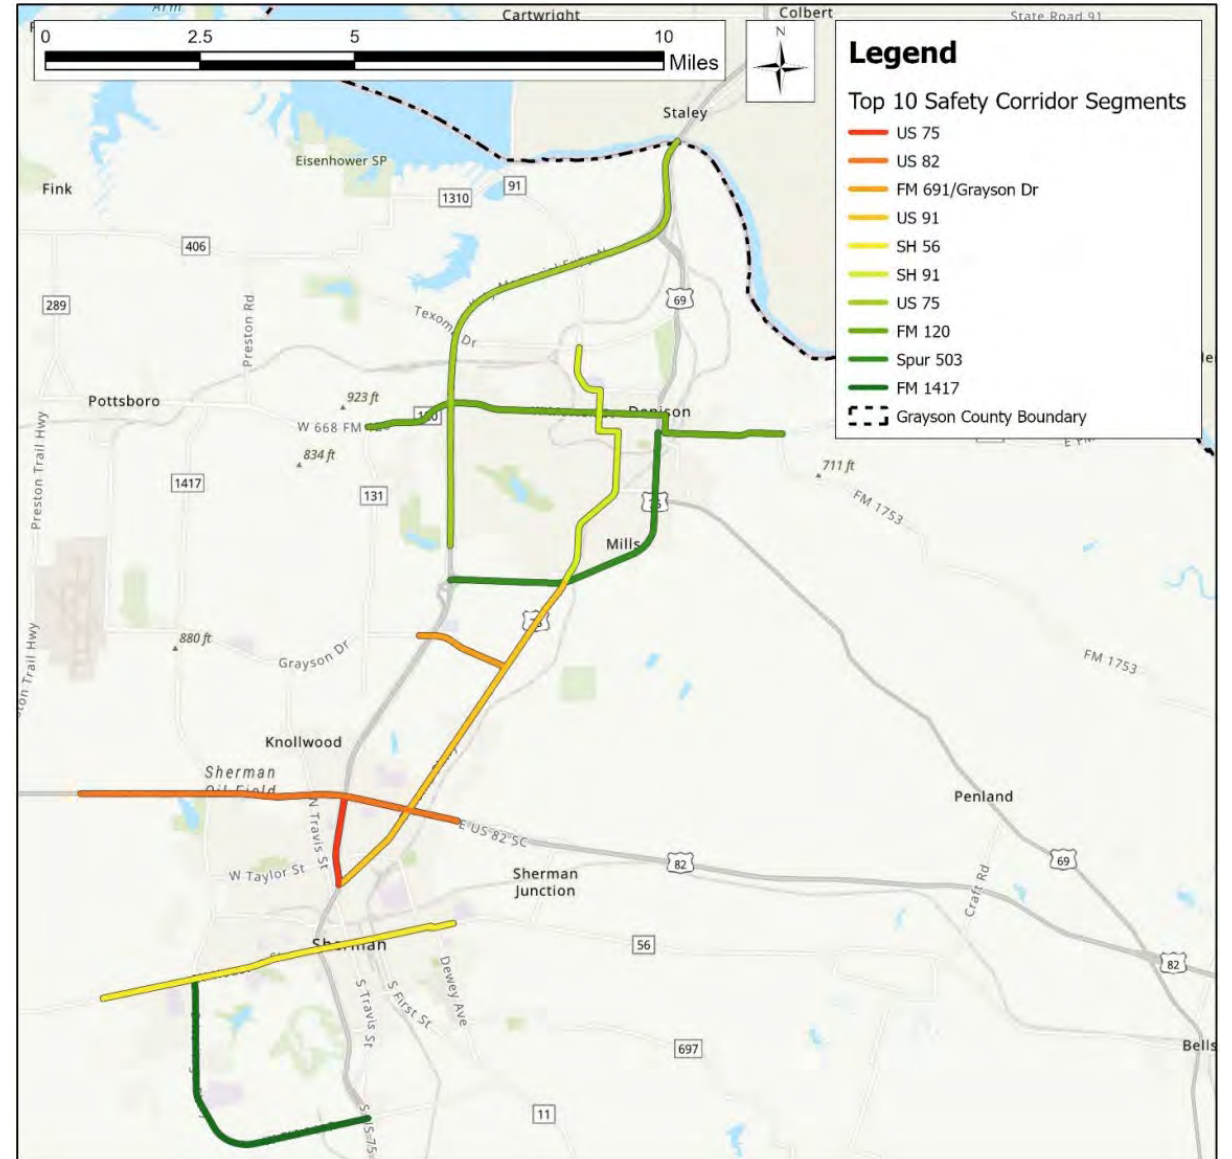 Cartwright
Colbert
State Road 91
0 2.5 5 10
Miles
N
Legend
Top 10 Safety Corridor Segments
US 75
US 82
FM 691/Grayson Dr
US 91
SH 56
SH 91
US 75
FM 120
Spur 503
FM 1417
Grayson County Boundary
Staley
Eisenhower SP
Fink
91
1310
406
289
69
Preston Rd
Texoma Dr
Pottsboro
923 ft
W 668 FM
Denison
834 ft
711 ft
Preston Trail Hwy
1417
131
FM 1753
Mills
880 ft
Grayson Dr
FM 1753
Knollwood
Sherman
Oil Field
Penland
N Travis St
E US 82 SC
82
69
W Taylor St
Sherman
Junction
Craft Rd
Sherman
56
82
Dewey Ave
S Travis St
S First St
697
Bells
11
S US 75